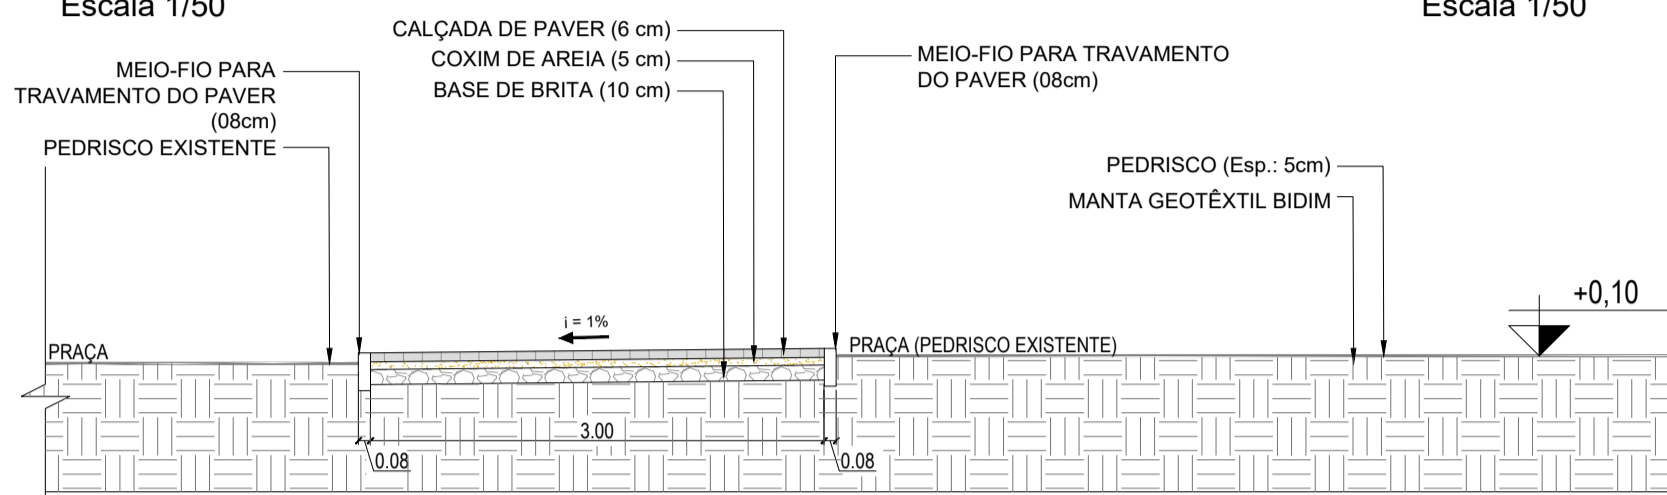 Escala 1/50
Escala 1/50
CALÇADA DE PAVER (6 cm)
COXIM DE AREIA (5 cm)
BASE DE BRITA (10 cm)
MEIO-FIO PARA
TRAVAMENTO DO PAVER
(08cm)
PEDRISCO EXISTENTE
MEIO-FIO PARA TRAVAMENTO
DO PAVER (08cm)
PEDRISCO (Esp.: 5cm)
MANTA GEOTÊXTIL BIDIM
+0,10
i = 1%
PRAÇA
PRAÇA (PEDRISCO EXISTENTE)
3.00
0.08
0.08